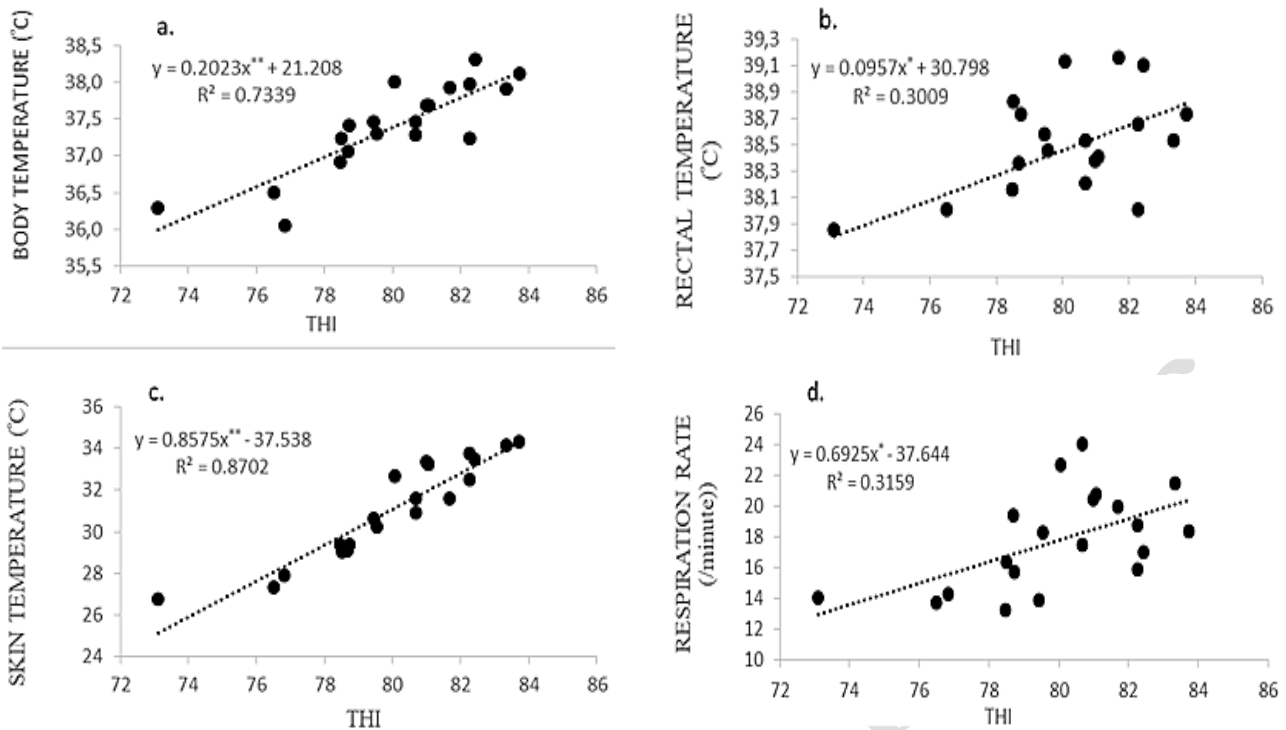 a.
BODY TEMPERATURE (°C)
y = 0.2023x** + 21.208
R² = 0.7339
38,5
38,0
37,5
37,0
36,5
36,0
35,5
72 74 76 78 80 82 84 86
THI
b.
RECTAL TEMPERATURE
(°C)
y = 0.0957x* + 30.798
R² = 0.3009
39,3
39,1
38,9
38,7
38,5
38,3
38,1
37,9
37,7
37,5
72 74 76 78 80 82 84 86
THI
c.
SKIN TEMPERATURE (°C)
y = 0.8575x** - 37.538
R² = 0.8702
36
34
32
30
28
26
24
72 74 76 78 80 82 84 86
THI
d.
RESPIRATION RATE
(/minute))
y = 0.6925x* - 37.644
R² = 0.3159
26
24
22
20
18
16
14
12
10
72 74 76 78 80 82 84 86
THI